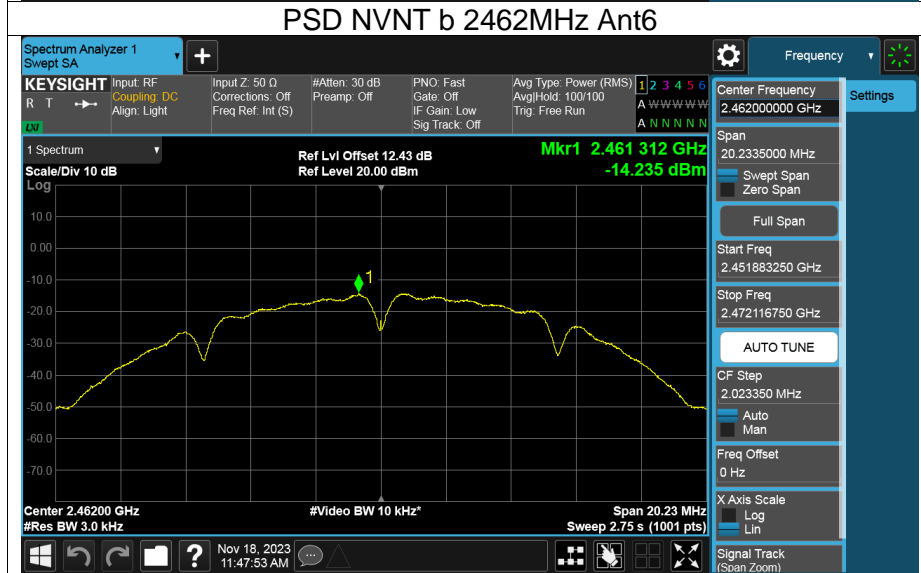 PSD NVNT b 2462MHz Ant6
Spectrum Analyzer 1
Swept SA
+
Frequency
KEYSIGHT
R T
LXI
Input: RF
Coupling: DC
Align: Light
Input Z: 50 Ω
Corrections: Off
Freq Ref: Int (S)
#Atten: 30 dB
Preamp: Off
PNO: Fast
Gate: Off
IF Gain: Low
Sig Track: Off
Avg Type: Power (RMS)
Avg|Hold: 100/100
Trig: Free Run
1 2 3 4 5 6
A W W W W W
A N N N N N
1 Spectrum
Scale/Div 10 dB
Ref Lvl Offset 12.43 dB
Ref Level 20.00 dBm
Mkr1 2.461 312 GHz
-14.235 dBm
Log
10.0
0.00
-10.0
-20.0
-30.0
-40.0
-50.0
-60.0
-70.0
1
Center 2.46200 GHz
#Res BW 3.0 kHz
#Video BW 10 kHz*
Span 20.23 MHz
Sweep 2.75 s (1001 pts)
?
Nov 18, 2023
11:47:53 AM
Center Frequency
2.462000000 GHz
Span
20.2335000 MHz
Swept Span
Zero Span
Full Span
Start Freq
2.451883250 GHz
Stop Freq
2.472116750 GHz
AUTO TUNE
CF Step
2.023350 MHz
Auto
Man
Freq Offset
0 Hz
X Axis Scale
Log
Lin
Signal Track
(Span Zoom)
Settings